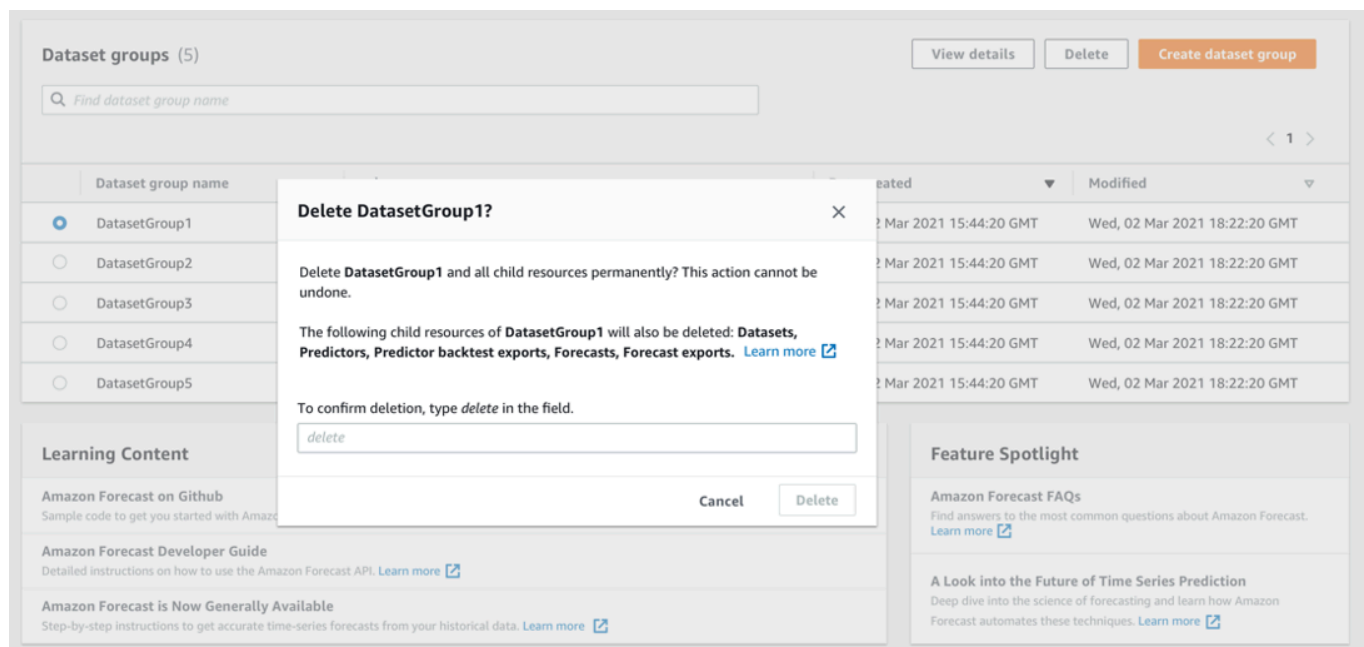 Dataset groups (5)
View details
Delete
Create dataset group
Find dataset group name
1
Dataset group name
eated
Modified
DatasetGroup1
2 Mar 2021 15:44:20 GMT
Wed, 02 Mar 2021 18:22:20 GMT
DatasetGroup2
2 Mar 2021 15:44:20 GMT
Wed, 02 Mar 2021 18:22:20 GMT
DatasetGroup3
2 Mar 2021 15:44:20 GMT
Wed, 02 Mar 2021 18:22:20 GMT
DatasetGroup4
2 Mar 2021 15:44:20 GMT
Wed, 02 Mar 2021 18:22:20 GMT
DatasetGroup5
2 Mar 2021 15:44:20 GMT
Wed, 02 Mar 2021 18:22:20 GMT
Delete DatasetGroup1?
Delete DatasetGroup1 and all child resources permanently? This action cannot be
undone.
The following child resources of DatasetGroup1 will also be deleted: Datasets,
Predictors, Predictor backtest exports, Forecasts, Forecast exports. Learn more
To confirm deletion, type delete in the field.
delete
Cancel
Delete
Learning Content
Amazon Forecast on Github
Sample code to get you started with Amazo
Amazon Forecast Developer Guide
Detailed instructions on how to use the Amazon Forecast API. Learn more
Amazon Forecast is Now Generally Available
Step-by-step instructions to get accurate time-series forecasts from your historical data. Learn more
Feature Spotlight
Amazon Forecast FAQs
Find answers to the most common questions about Amazon Forecast.
Learn more
A Look into the Future of Time Series Prediction
Deep dive into the science of forecasting and learn how Amazon
Forecast automates these techniques. Learn more